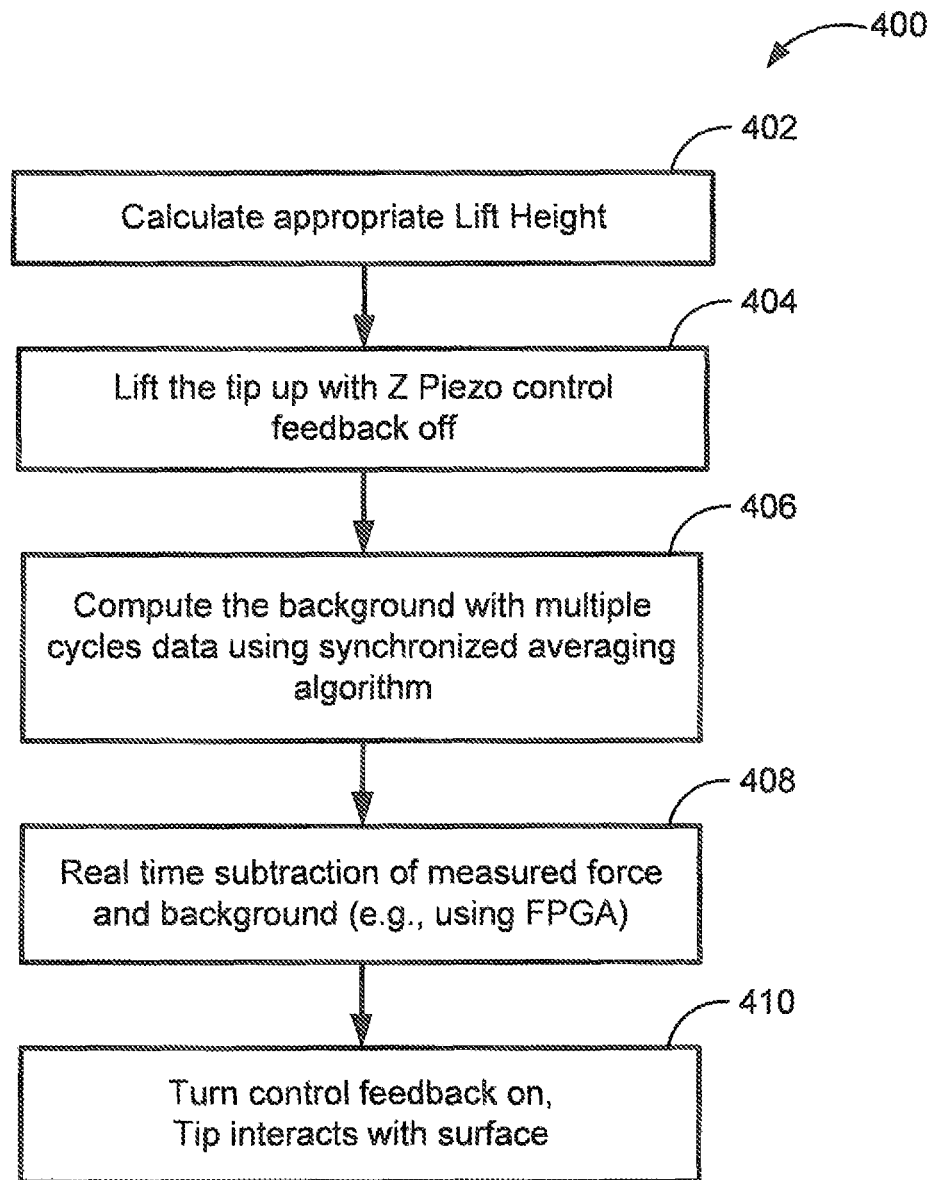 400
402
Calculate appropriate Lift Height
404
Lift the tip up with Z Piezo control
feedback off
406
Compute the background with multiple
cycles data using synchronized averaging
algorithm
408
Real time subtraction of measured force
and background (e.g., using FPGA)
410
Turn control feedback on,
Tip interacts with surface